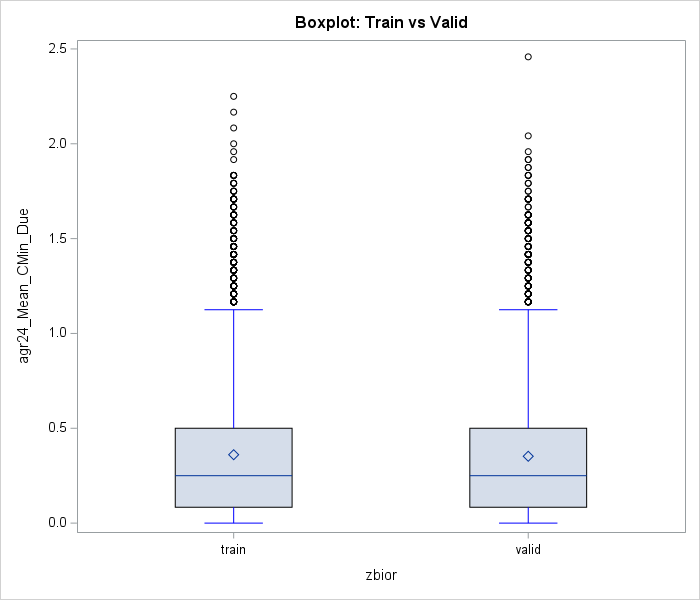 Boxplot: Train vs Valid
2.5
2.0
1.5
1.0
0.5
0.0
agr24_Mean_CMin_Due
train
valid
zbior